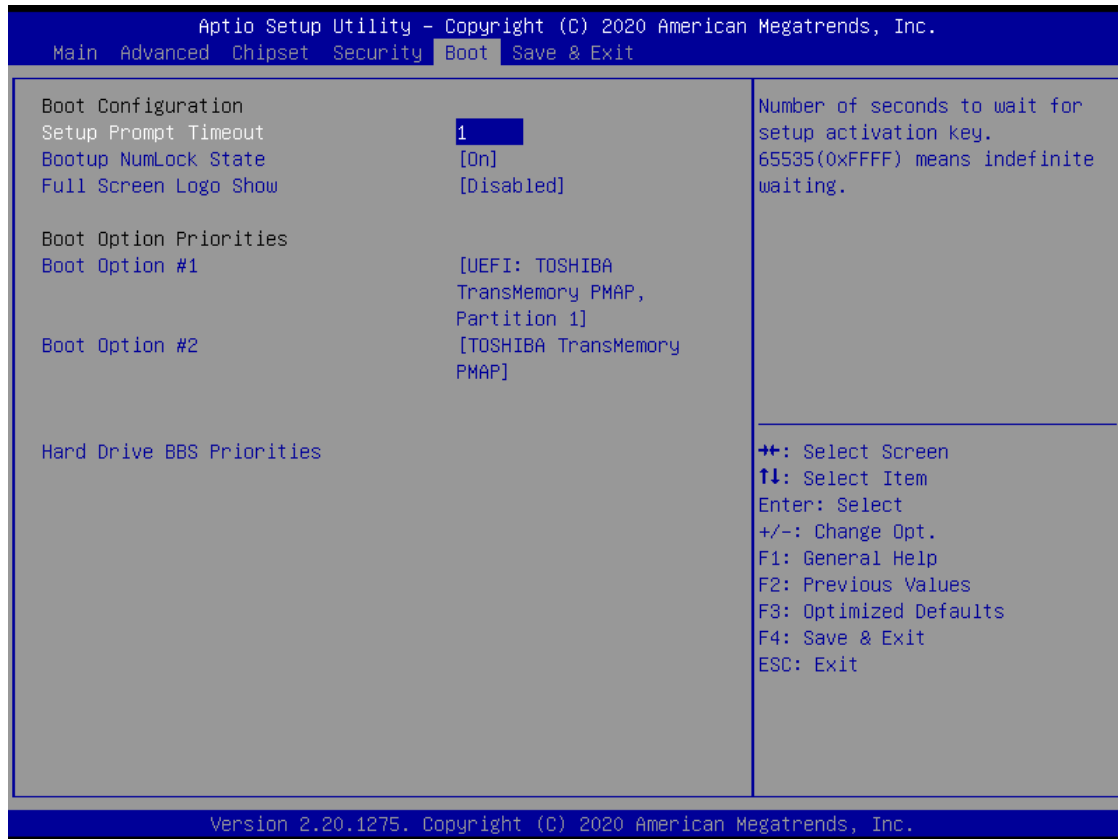 Aptio Setup Utility – Copyright (C) 2020 American Megatrends, Inc.
Main Advanced Chipset Security Boot Save & Exit
Boot Configuration
Setup Prompt Timeout 1
Bootup NumLock State [On]
Full Screen Logo Show [Disabled]
Boot Option Priorities
Boot Option #1 [UEFI: TOSHIBA
TransMemory PMAP,
Partition 1]
Boot Option #2 [TOSHIBA TransMemory
PMAP]
Hard Drive BBS Priorities
Number of seconds to wait for
setup activation key.
65535(0xFFFF) means indefinite
waiting.
→←: Select Screen
↑↓: Select Item
Enter: Select
+/-: Change Opt.
F1: General Help
F2: Previous Values
F3: Optimized Defaults
F4: Save & Exit
ESC: Exit
Version 2.20.1275. Copyright (C) 2020 American Megatrends, Inc.